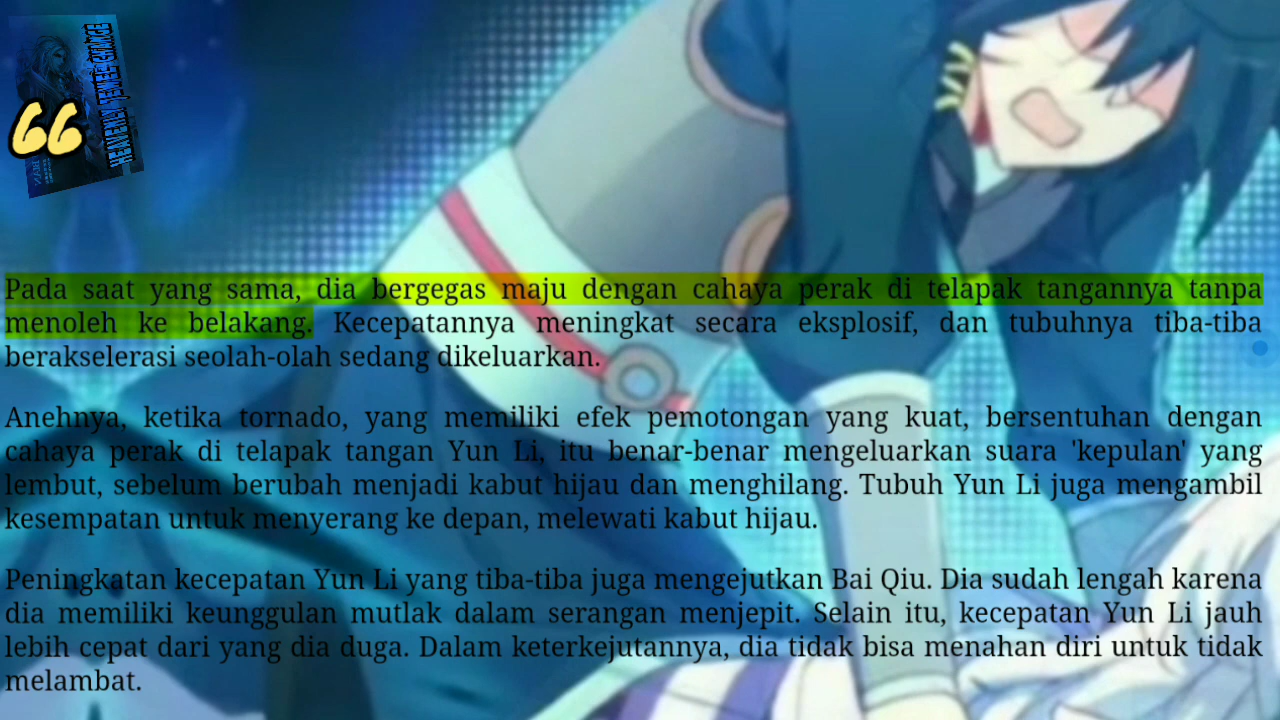 HEAVENLY JEWEL CHANGE
66
Pada saat yang sama, dia bergegas maju dengan cahaya perak di telapak tangannya tanpa
menoleh ke belakang. Kecepatannya meningkat secara eksplosif, dan tubuhnya tiba-tiba
berakselerasi seolah-olah sedang dikeluarkan.
Anehnya, ketika tornado, yang memiliki efek pemotongan yang kuat, bersentuhan dengan
cahaya perak di telapak tangan Yun Li, itu benar-benar mengeluarkan suara 'kepulan' yang
lembut, sebelum berubah menjadi kabut hijau dan menghilang. Tubuh Yun Li juga mengambil
kesempatan untuk menyerang ke depan, melewati kabut hijau.
Peningkatan kecepatan Yun Li yang tiba-tiba juga mengejutkan Bai Qiu. Dia sudah lengah karena
dia memiliki keunggulan mutlak dalam serangan menjepit. Selain itu, kecepatan Yun Li jauh
lebih cepat dari yang dia duga. Dalam keterkejutannya, dia tidak bisa menahan diri untuk tidak
melambat.